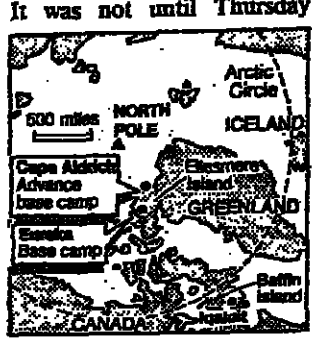 It was not until Thursday
Arctic
Circle
500 miles
NORTH
POLE
ICELAND
Cape Aldrich
Advance
base camp
Ellesmere
Island
GREENLAND
Eureka
Base camp
Baffin
Island
CANADA
Iqaluit